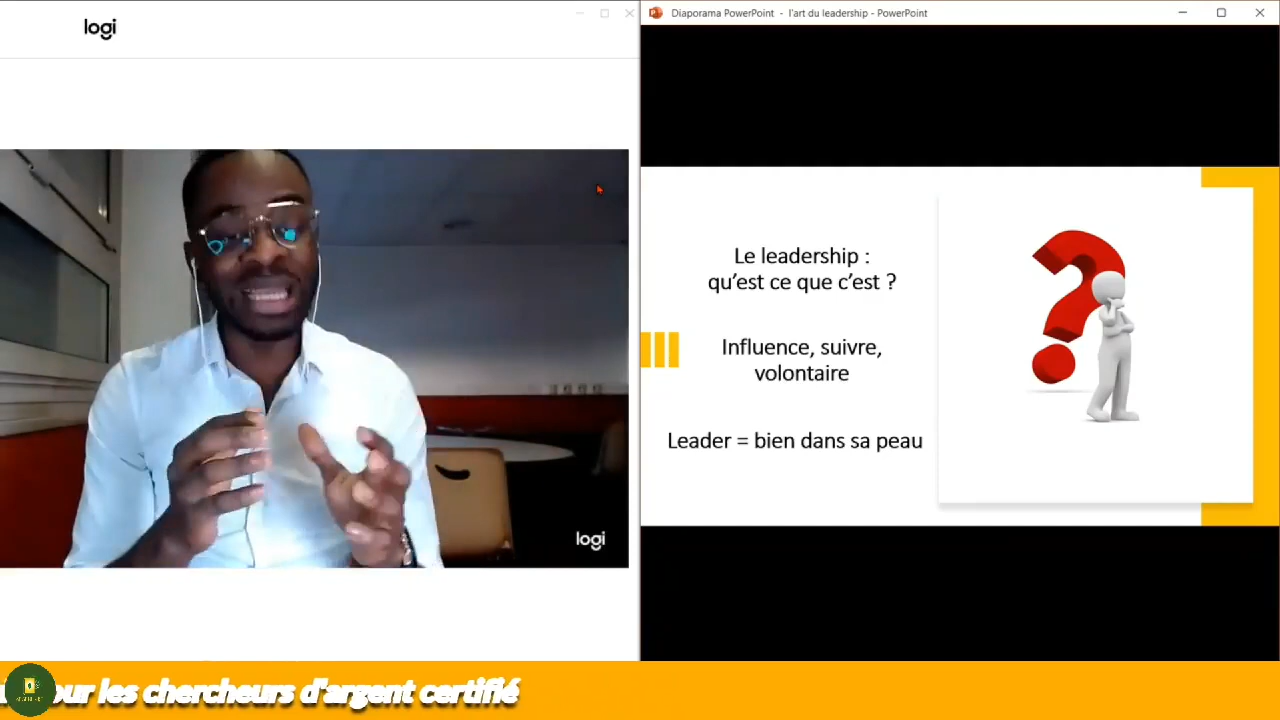 logi
Diaporama PowerPoint - l'art du leadership - PowerPoint
Le leadership :
qu'est ce que c'est ?
Influence, suivre,
volontaire
Leader = bien dans sa peau
logi
les chercheurs d'argent certifié